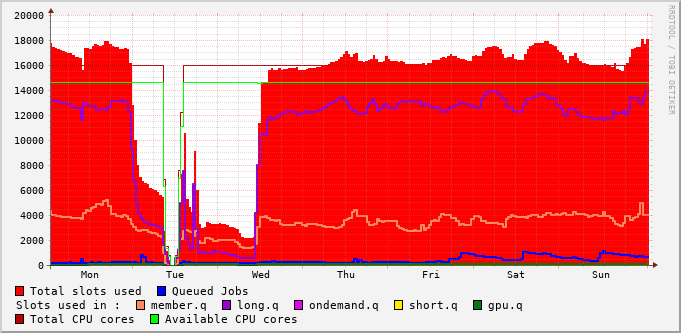 20000
18000
16000
14000
12000
10000
8000
6000
4000
2000
0
Mon Tue Wed Thu Fri Sat Sun
RRDTOOL / TOBI OETIKER
Total slots used Queued Jobs
Slots used in : member.q long.q ondemand.q short.q gpu.q
Total CPU cores Available CPU cores